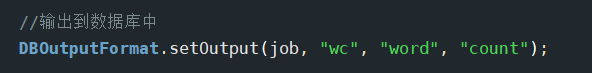 //输出到数据库中
DBOutputFormat.setOutput(job, "wc", "word", "count");